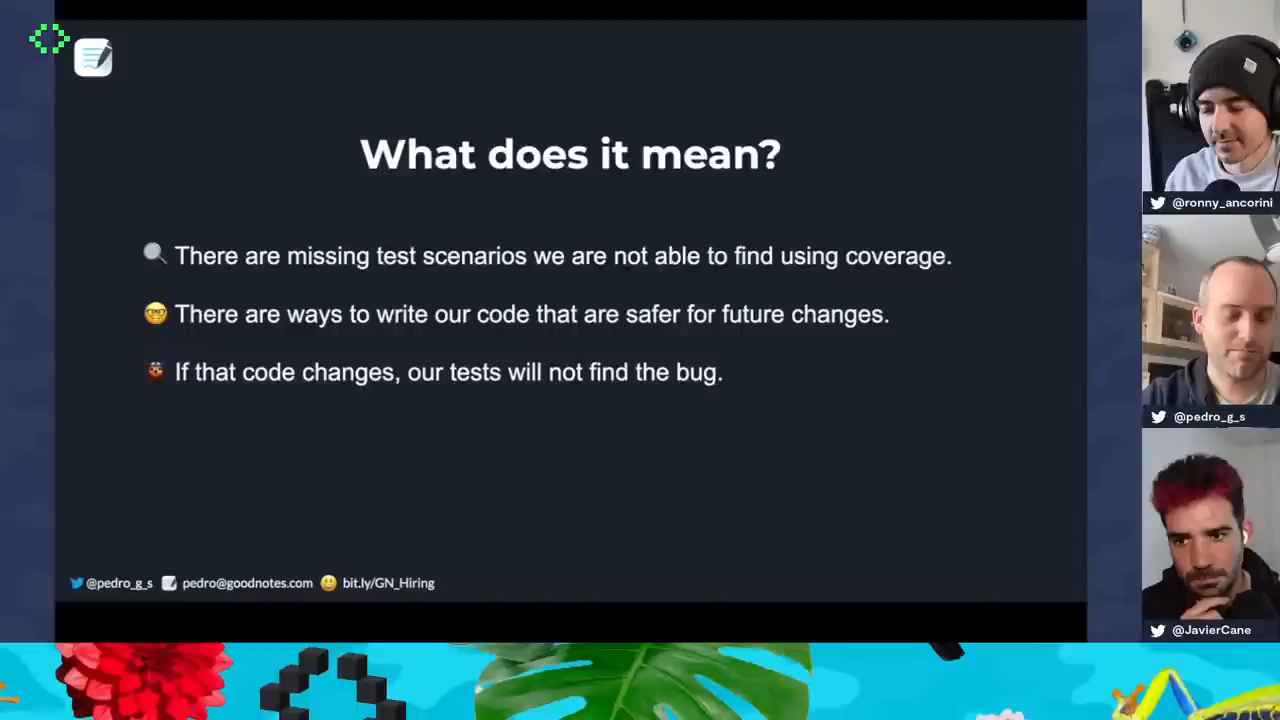 What does it mean?
There are missing test scenarios we are not able to find using coverage.
There are ways to write our code that are safer for future changes.
If that code changes, our tests will not find the bug.
@pedro_g_s pedro@goodnotes.com bit.ly/GN_Hiring
@ronny_ancorini
@pedro_g_s
@JavierCane